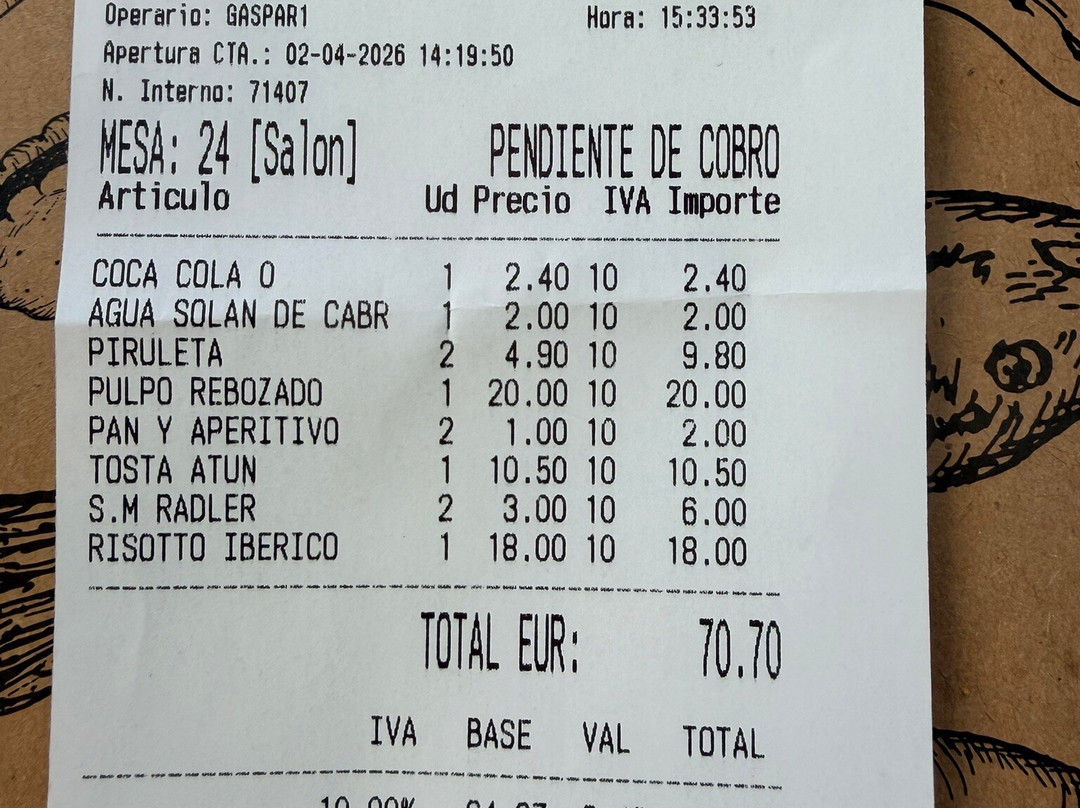 Operario: GASPAR1 Hora: 15:33:53
Apertura CTA.: 02-04-2026 14:19:50
N. Interno: 71407
MESA: 24 [Salon] PENDIENTE DE COBRO
Articulo Ud Precio IVA Importe
COCA COLA O 1 2.40 10 2.40
AGUA SOLAN DE CABR 1 2.00 10 2.00
PIRULETA 2 4.90 10 9.80
PULPO REBOZADO 1 20.00 10 20.00
PAN Y APERITIVO 2 1.00 10 2.00
TOSTA ATUN 1 10.50 10 10.50
S.M RADLER 2 3.00 10 6.00
RISOTTO IBERICO 1 18.00 10 18.00
TOTAL EUR: 70.70
IVA BASE VAL TOTAL